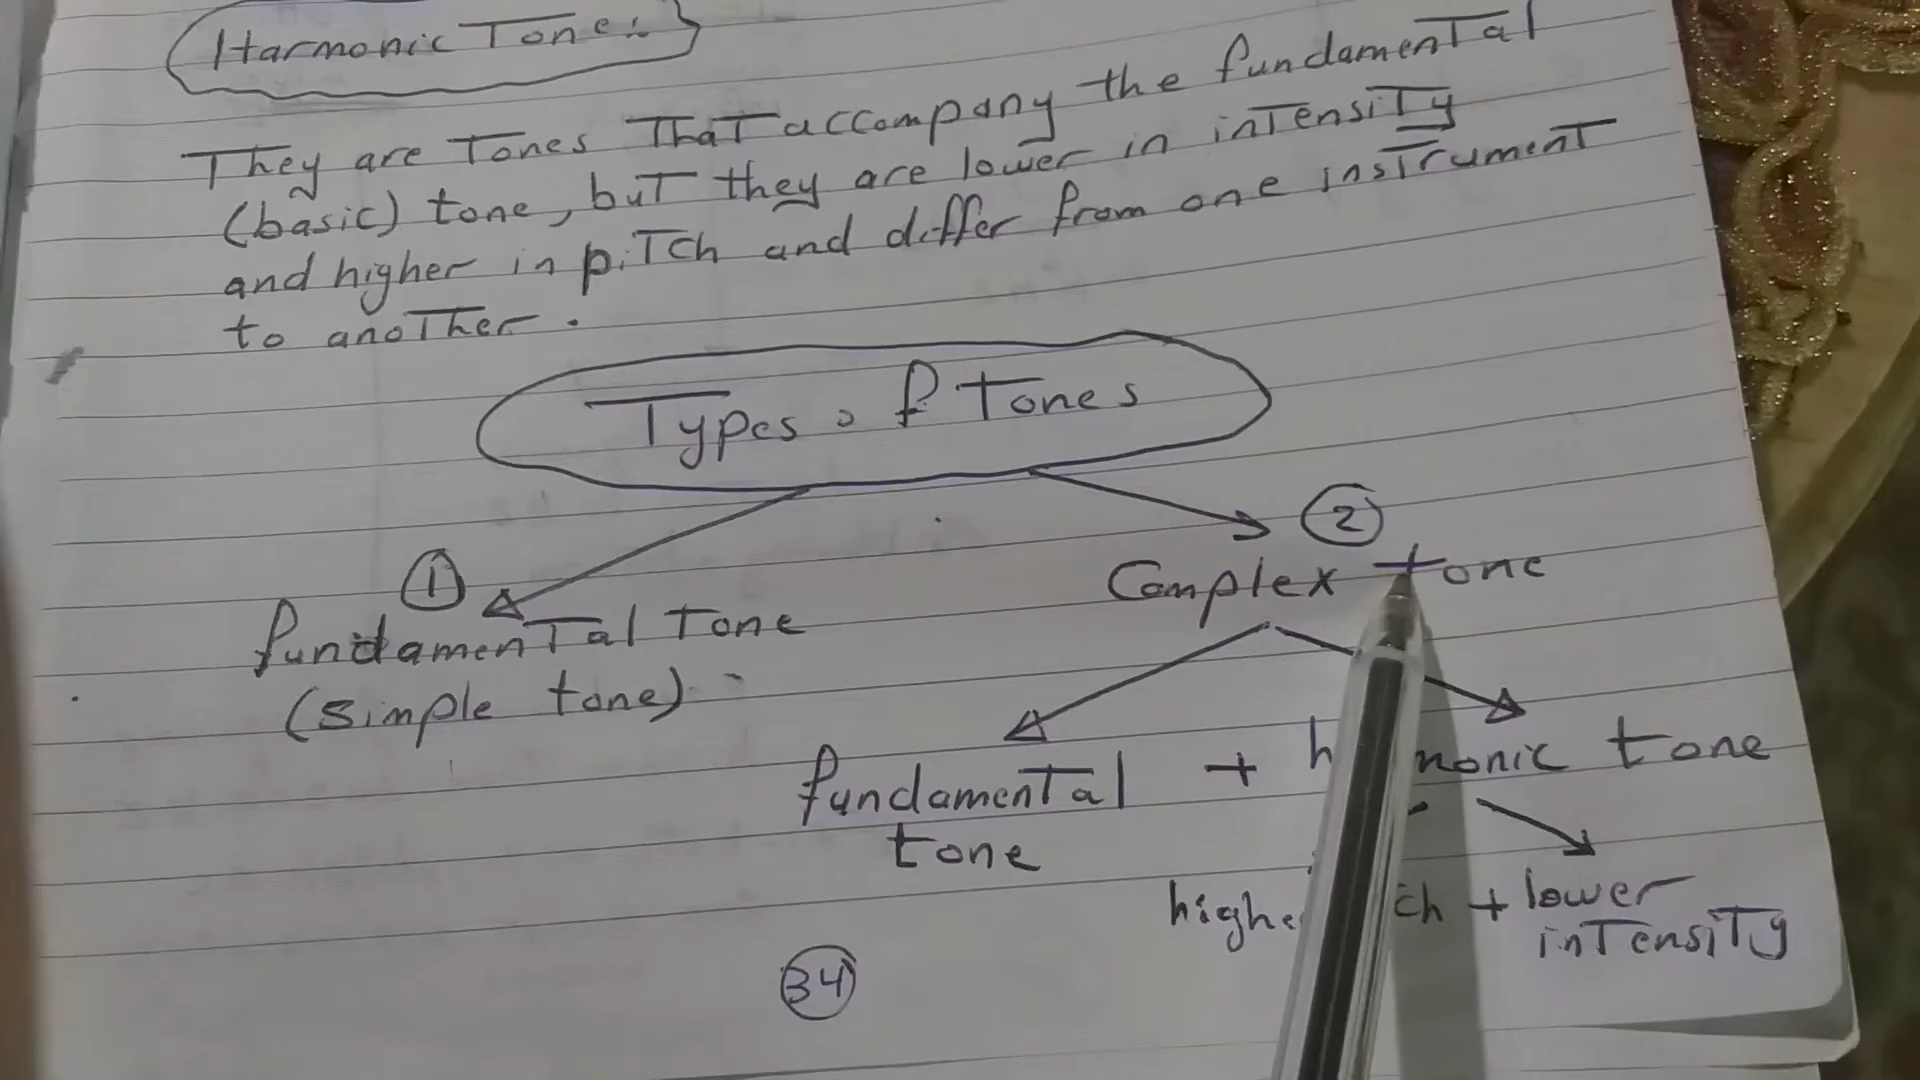 Harmonic Tone:
They are Tones That accompany the fundamental
(basic) tone, but they are lower in intensity
and higher in pitch and differ from one instrument
to another.
Types of Tones
1
2
fundamental Tone
(simple tone)
Complex tone
fundamental + tone
tone
+ lower
intensity
34